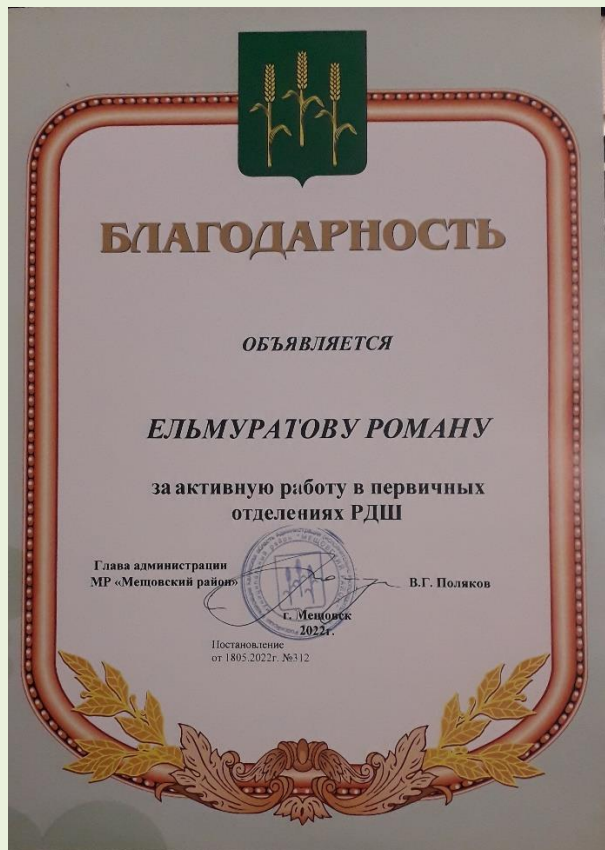 БЛАГОДАРНОСТЬ
ОБЪЯВЛЯЕТСЯ
ЕЛЬМУРАТОВУ РОМАНУ
за активную работу в первичных
отделениях РДШ
Глава администрации
МР «Мещовский район»
В.Г. Поляков
г. Мещовск
2022г.
Постановление
от 1805.2022г. №312